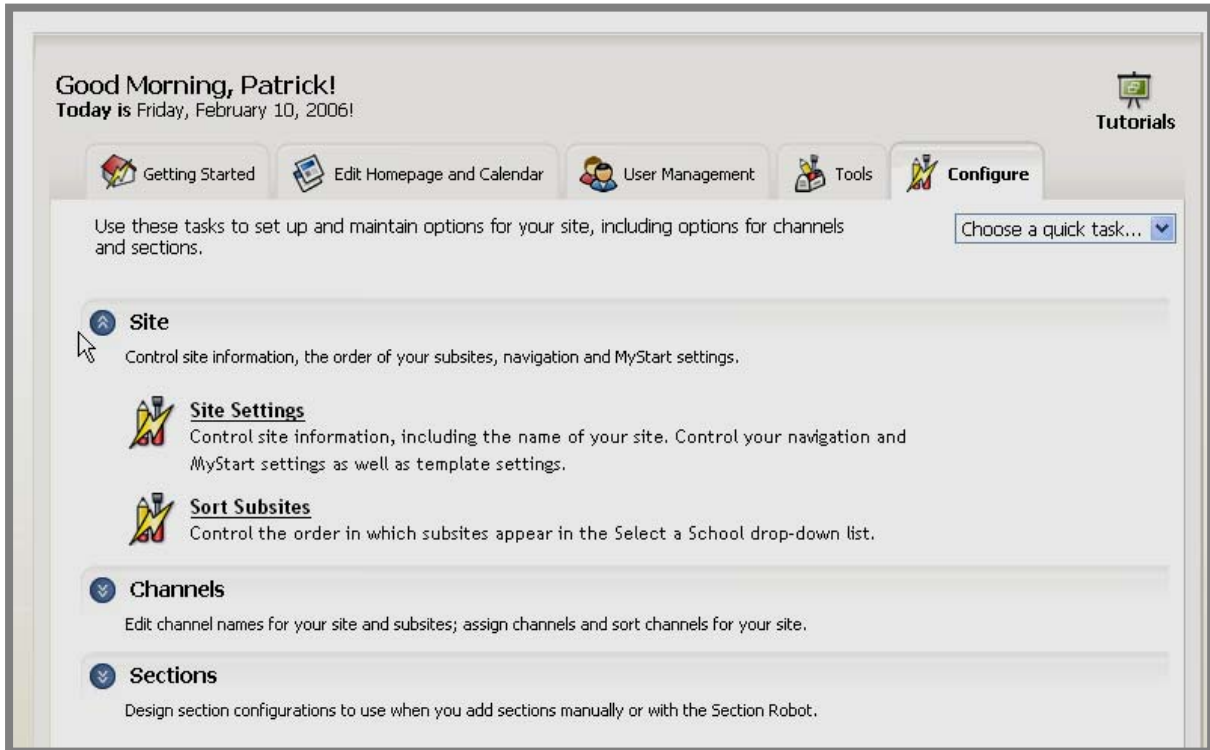 Good Morning, Patrick!
Today is Friday, February 10, 2006!
Tutorials
Getting Started
Edit Homepage and Calendar
User Management
Tools
Configure
Use these tasks to set up and maintain options for your site, including options for channels
and sections.
Choose a quick task...
Site
Control site information, the order of your subsites, navigation and MyStart settings.
Site Settings
Control site information, including the name of your site. Control your navigation and
MyStart settings as well as template settings.
Sort Subsites
Control the order in which subsites appear in the Select a School drop-down list.
Channels
Edit channel names for your site and subsites; assign channels and sort channels for your site.
Sections
Design section configurations to use when you add sections manually or with the Section Robot.